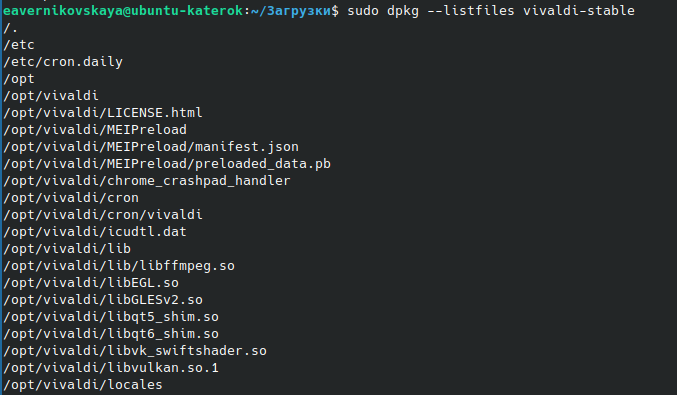 eavernikovskaya@ubuntu-katerok:~/Загрузки$ sudo dpkg --listfiles vivaldi-stable
/.
/etc
/etc/cron.daily
/opt
/opt/vivaldi
/opt/vivaldi/LICENSE.html
/opt/vivaldi/MEIPreload
/opt/vivaldi/MEIPreload/manifest.json
/opt/vivaldi/MEIPreload/preloaded_data.pb
/opt/vivaldi/chrome_crashpad_handler
/opt/vivaldi/cron
/opt/vivaldi/cron/vivaldi
/opt/vivaldi/icudtl.dat
/opt/vivaldi/lib
/opt/vivaldi/lib/libffmpeg.so
/opt/vivaldi/libEGL.so
/opt/vivaldi/libGLESv2.so
/opt/vivaldi/libqt5_shim.so
/opt/vivaldi/libqt6_shim.so
/opt/vivaldi/libvk_swiftshader.so
/opt/vivaldi/libvulkan.so.1
/opt/vivaldi/locales